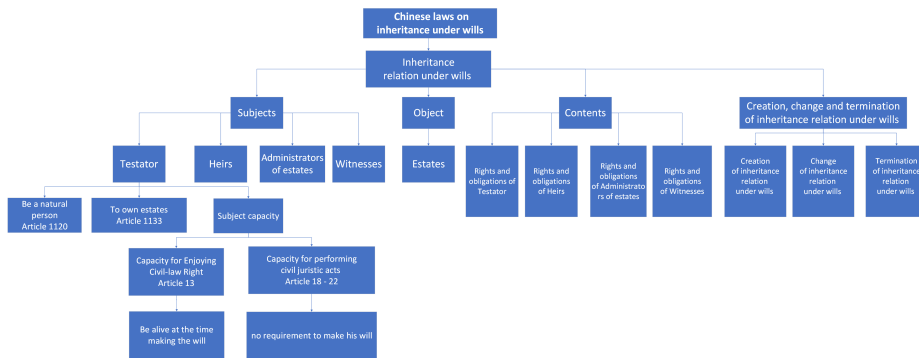 Chinese laws on
inheritance under wills
Inheritance
relation under wills
Subjects
Object
Contents
Creation, change and termination
of inheritance relation under wills
Testator
Heirs
Administrators
of estates
Witnesses
Estates
Rights and
obligations of
Testator
Rights and
obligations
of Heirs
Rights and
obligations
of Administrato
rs of estates
Rights and
obligations of
Witnesses
Creation
of inheritance
relation
under wills
Change
of inheritance
relation
under wills
Termination
of inheritance
relation
under wills
Be a natural
person
Article 1120
To own estates
Article 1133
Subject capacity
Capacity for Enjoying
Civil-law Right
Article 13
Capacity for performing
civil juristic acts
Article 18 - 22
Be alive at the time
making the will
no requirement to make his will